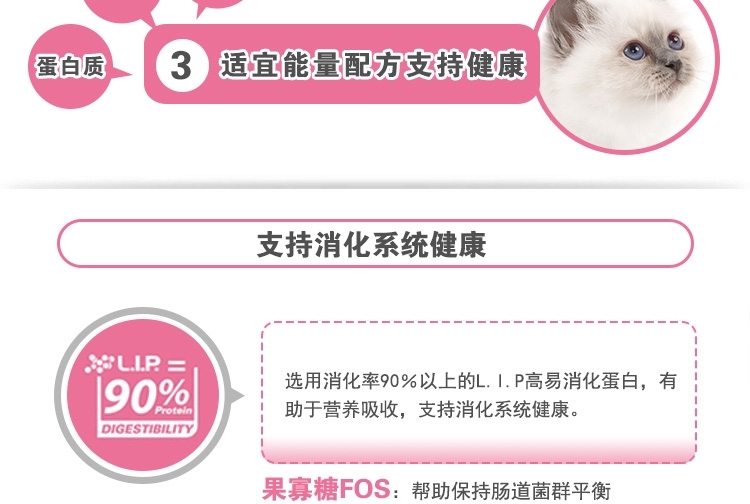 蛋白质
3 适宜能量配方支持健康
支持消化系统健康
L.I.P. =
90%
Protein
DIGESTIBILITY
选用消化率90%以上的L.I.P高易消化蛋白，有
助于营养吸收，支持消化系统健康。
果寡糖FOS：帮助保持肠道菌群平衡